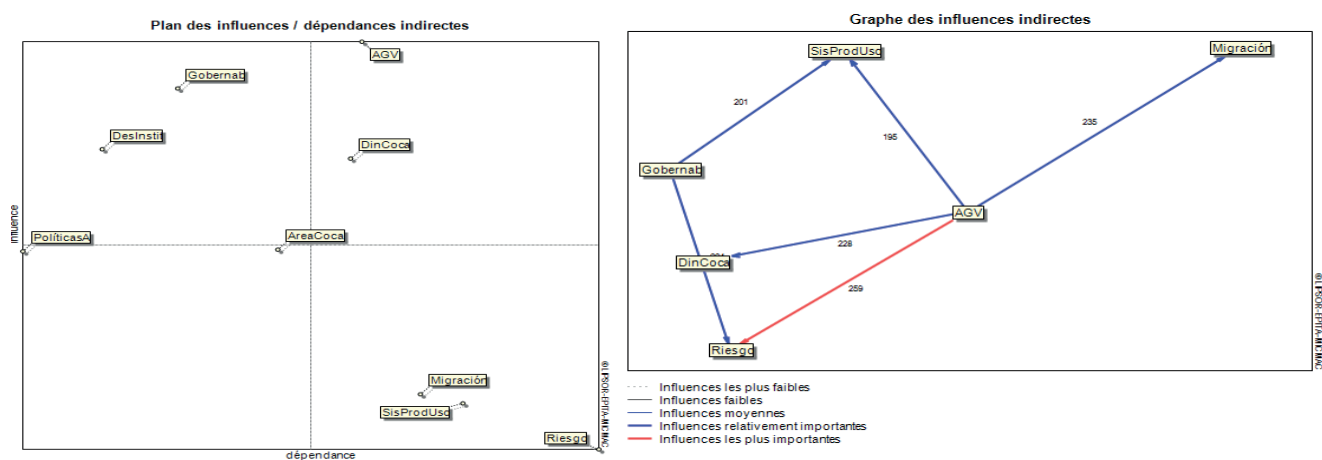 Plan des influences / dépendances indirectes
AGV
Gobernab
DesInstit
DinCoca
influence
PolíticasA
AreaCoca
Migración
SisProdUso
Riesgo
dépendance
©LIPSOR-EPITA-MICMAC
Graphe des influences indirectes
SisProdUso
Migración
201
235
195
Gobernab
AGV
228
DinCoca
259
Riesgo
©LIPSOR-EPITA-MICMAC
Influences les plus faibles
Influences faibles
Influences moyennes
Influences relativement importantes
Influences les plus importantes